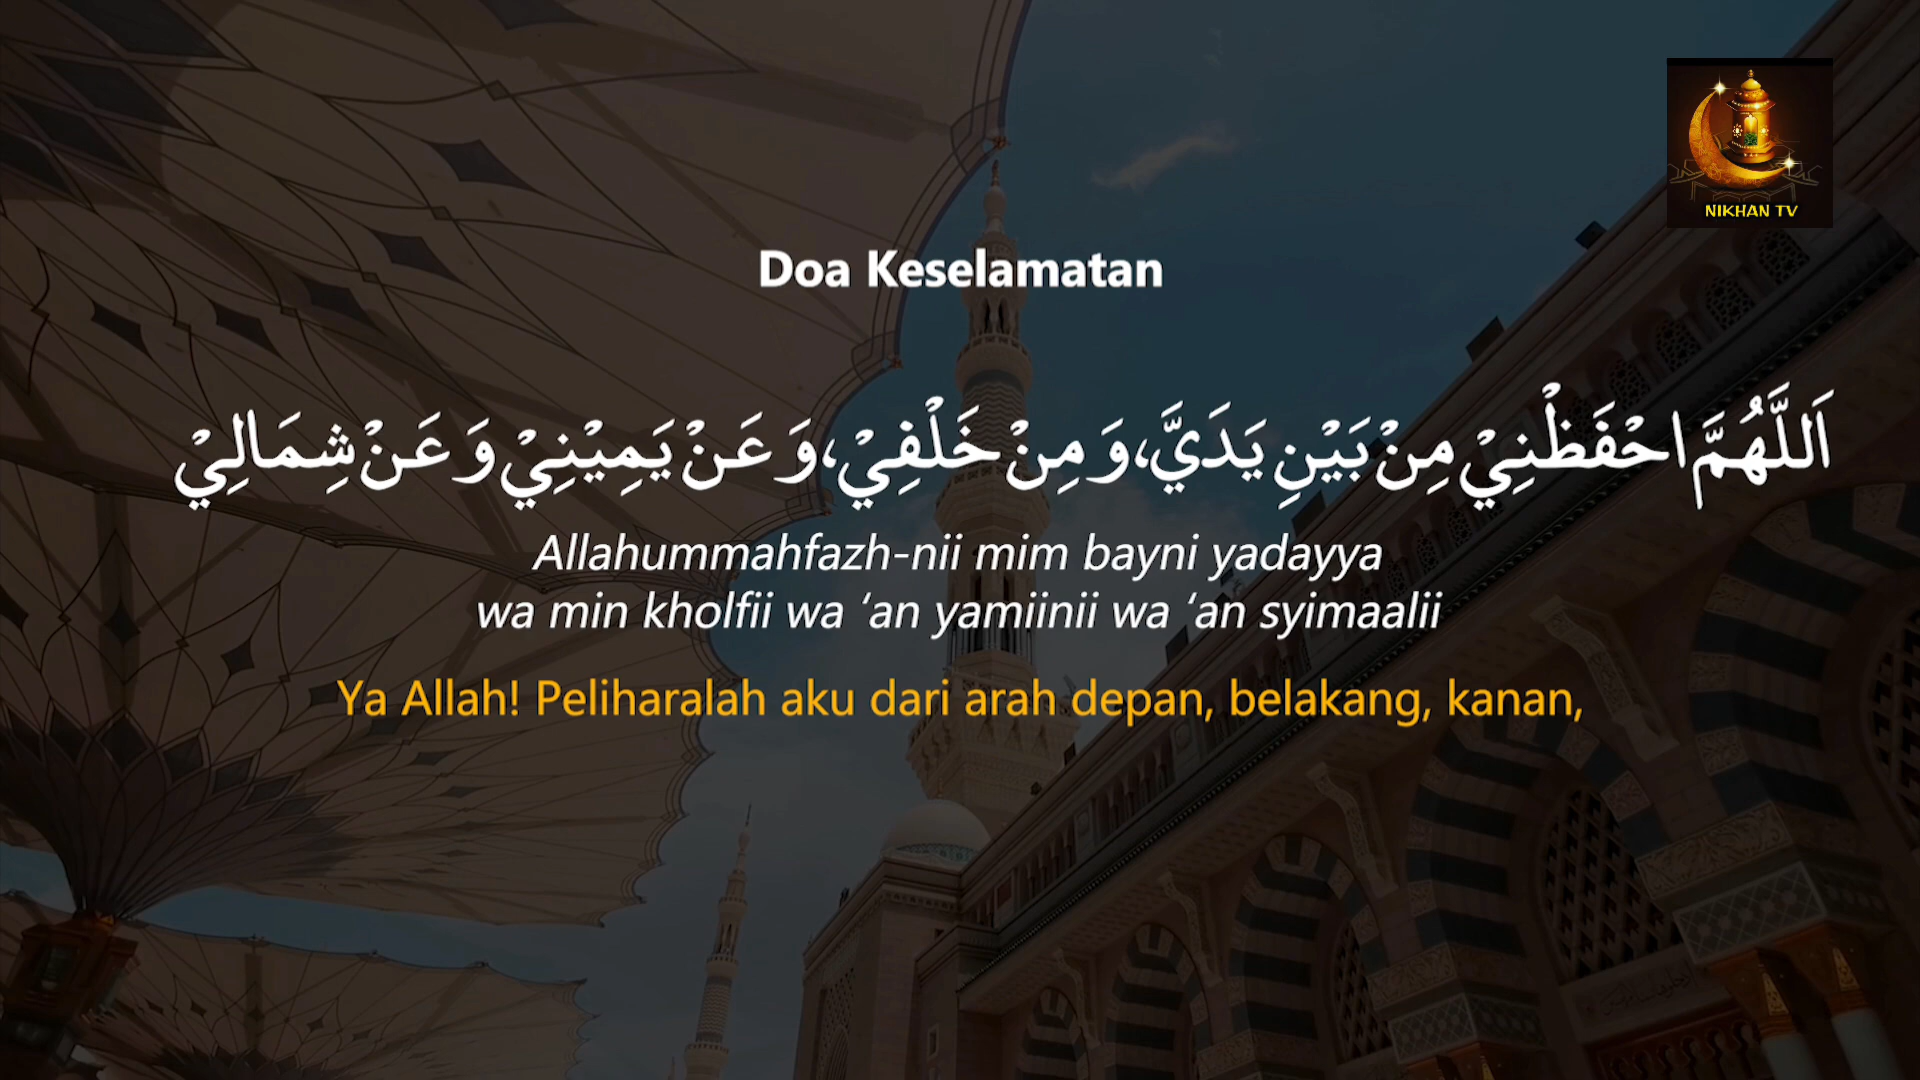 NIKHAN TV
Doa Keselamatan
اَللَّهُمَّ احْفَظْنِيْ مِنْ بَيْنِ يَدَيَّ، وَ مِنْ خَلْفِيْ، وَ عَنْ يَمِيْنِيْ وَ عَنْ شِمَالِيْ
Allahummahfazh-nii mim bayni yadayya
wa min kholfii wa ‘an yamiinii wa ‘an syimaalii
Ya Allah! Peliharalah aku dari arah depan, belakang, kanan,